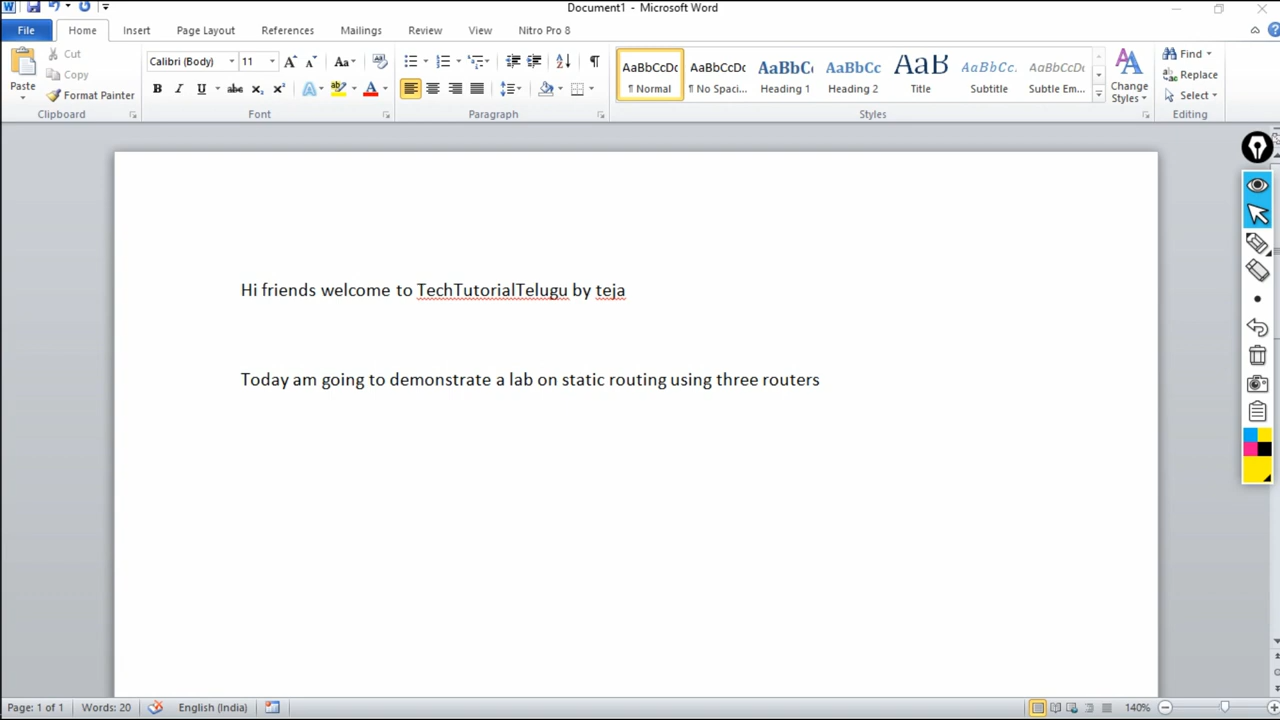 Document1 - Microsoft Word
File Home Insert Page Layout References Mailings Review View Nitro Pro 8
Cut
Copy
Format Painter
Paste
Clipboard
Calibri (Body) 11
Font
Paragraph
AaBbCcDc AaBbCcDc AaBbC AaBbCc AaB AaBbCc. AaBbCcDc
¶ Normal ¶ No Spaci... Heading 1 Heading 2 Title Subtitle Subtle Em...
Change
Styles
Styles
Find
Replace
Select
Editing
Hi friends welcome to TechTutorialTelugu by teja
Today am going to demonstrate a lab on static routing using three routers
Page: 1 of 1 Words: 20 English (India) 140%